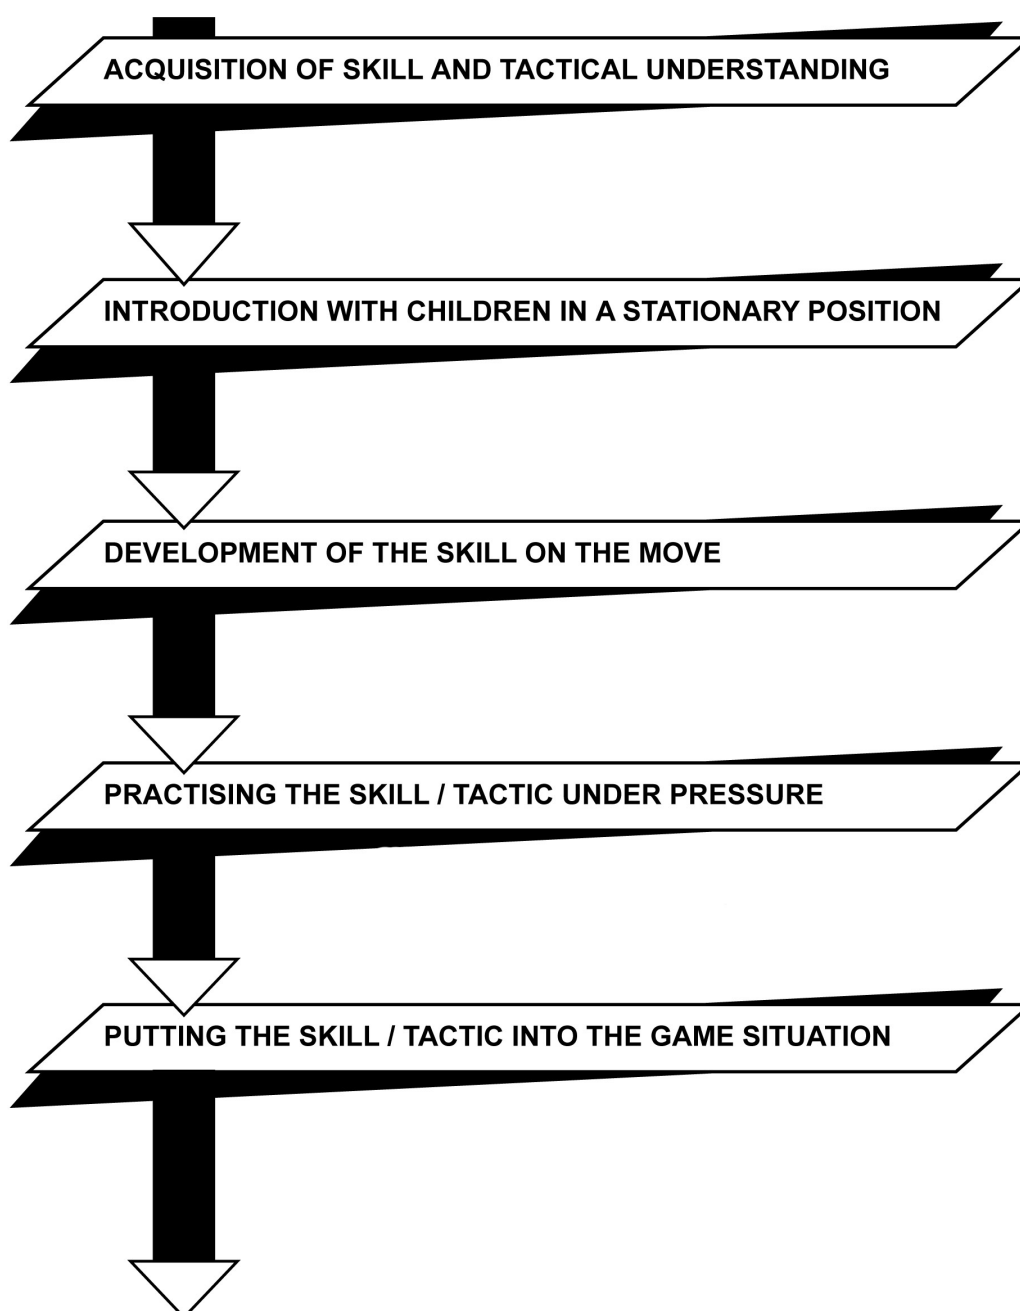 ACQUISITION OF SKILL AND TACTICAL UNDERSTANDING
INTRODUCTION WITH CHILDREN IN A STATIONARY POSITION
DEVELOPMENT OF THE SKILL ON THE MOVE
PRACTISING THE SKILL / TACTIC UNDER PRESSURE
PUTTING THE SKILL / TACTIC INTO THE GAME SITUATION